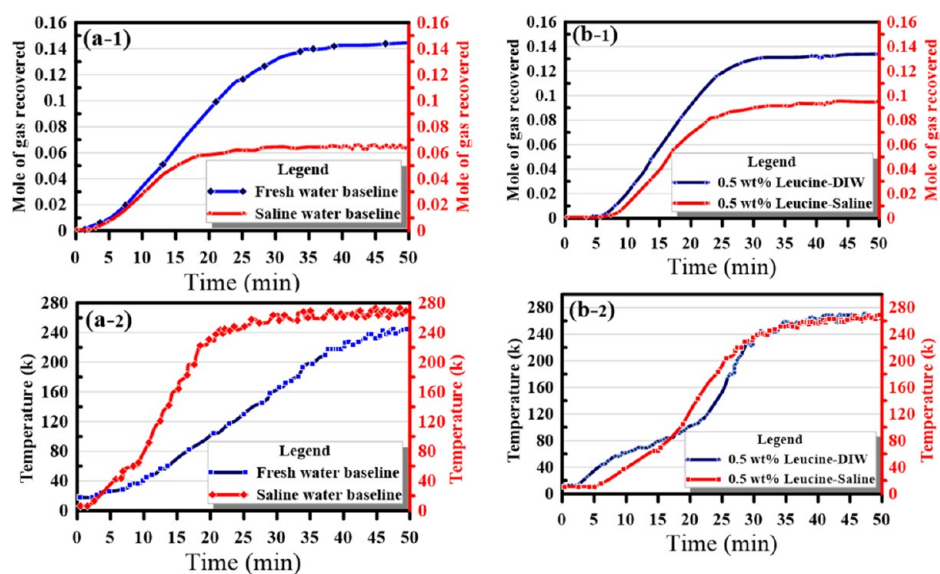 (a-1)
Mole of gas recovered
0.16
0.14
0.12
0.1
0.08
0.06
0.04
0.02
0
0.16
0.14
0.12
0.1
0.08
0.06
0.04
0.02
0
Mole of gas recovered
Legend
Fresh water baseline
Saline water baseline
0 5 10 15 20 25 30 35 40 45 50
Time (min)
(b-1)
Mole of gas recovered
0.16
0.14
0.12
0.1
0.08
0.06
0.04
0.02
0
0.16
0.14
0.12
0.1
0.08
0.06
0.04
0.02
0
Mole of gas recovered
Legend
0.5 wt% Leucine-DIW
0.5 wt% Leucine-Saline
0 5 10 15 20 25 30 35 40 45 50
Time (min)
(a-2)
Temperature (k)
280
240
200
160
120
80
40
0
280
240
200
160
120
80
40
0
Temperature (k)
Legend
Fresh water baseline
Saline water baseline
0 5 10 15 20 25 30 35 40 45 50
Time (min)
(b-2)
Temperature (k)
280
240
200
160
120
80
40
0
280
240
200
160
120
80
40
0
Temperature (k)
Legend
0.5 wt% Leucine-DIW
0.5 wt% Leucine-Saline
0 5 10 15 20 25 30 35 40 45 50
Time (min)